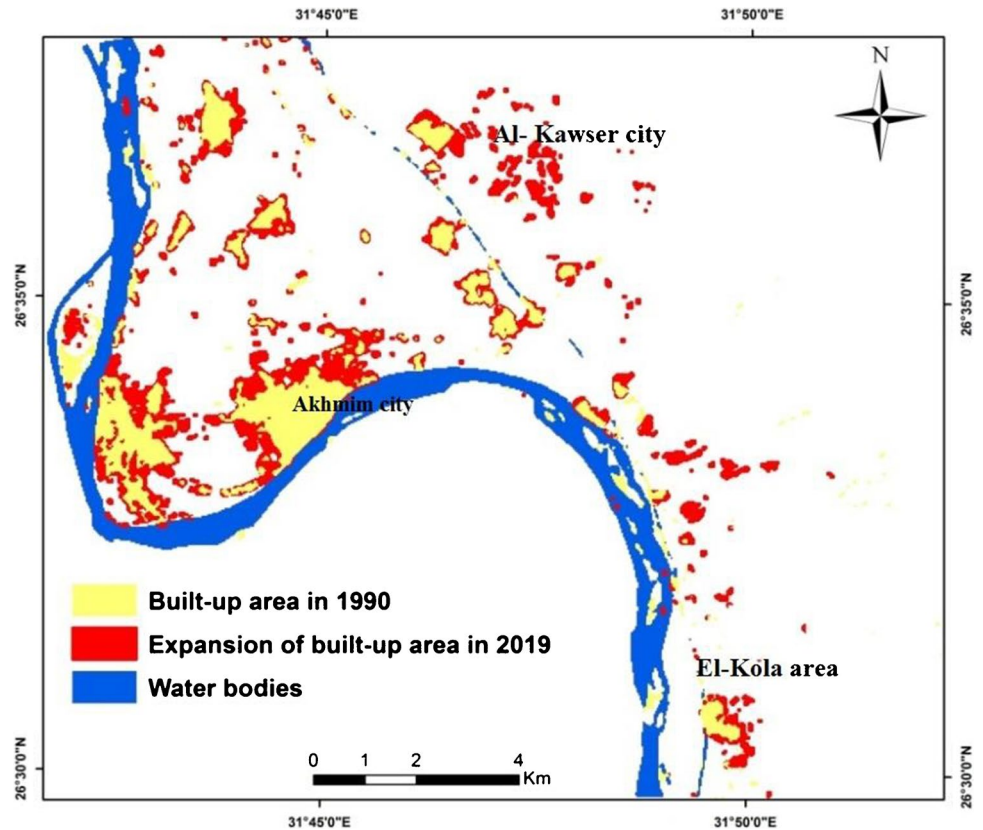 31°45'0"E
31°50'0"E
N
Al- Kawser city
26°35'0"N
26°35'0"N
Akhmim city
Built-up area in 1990
Expansion of built-up area in 2019
Water bodies
El-Kola area
0 1 2 4
Km
26°30'0"N
26°30'0"N
31°45'0"E
31°50'0"E